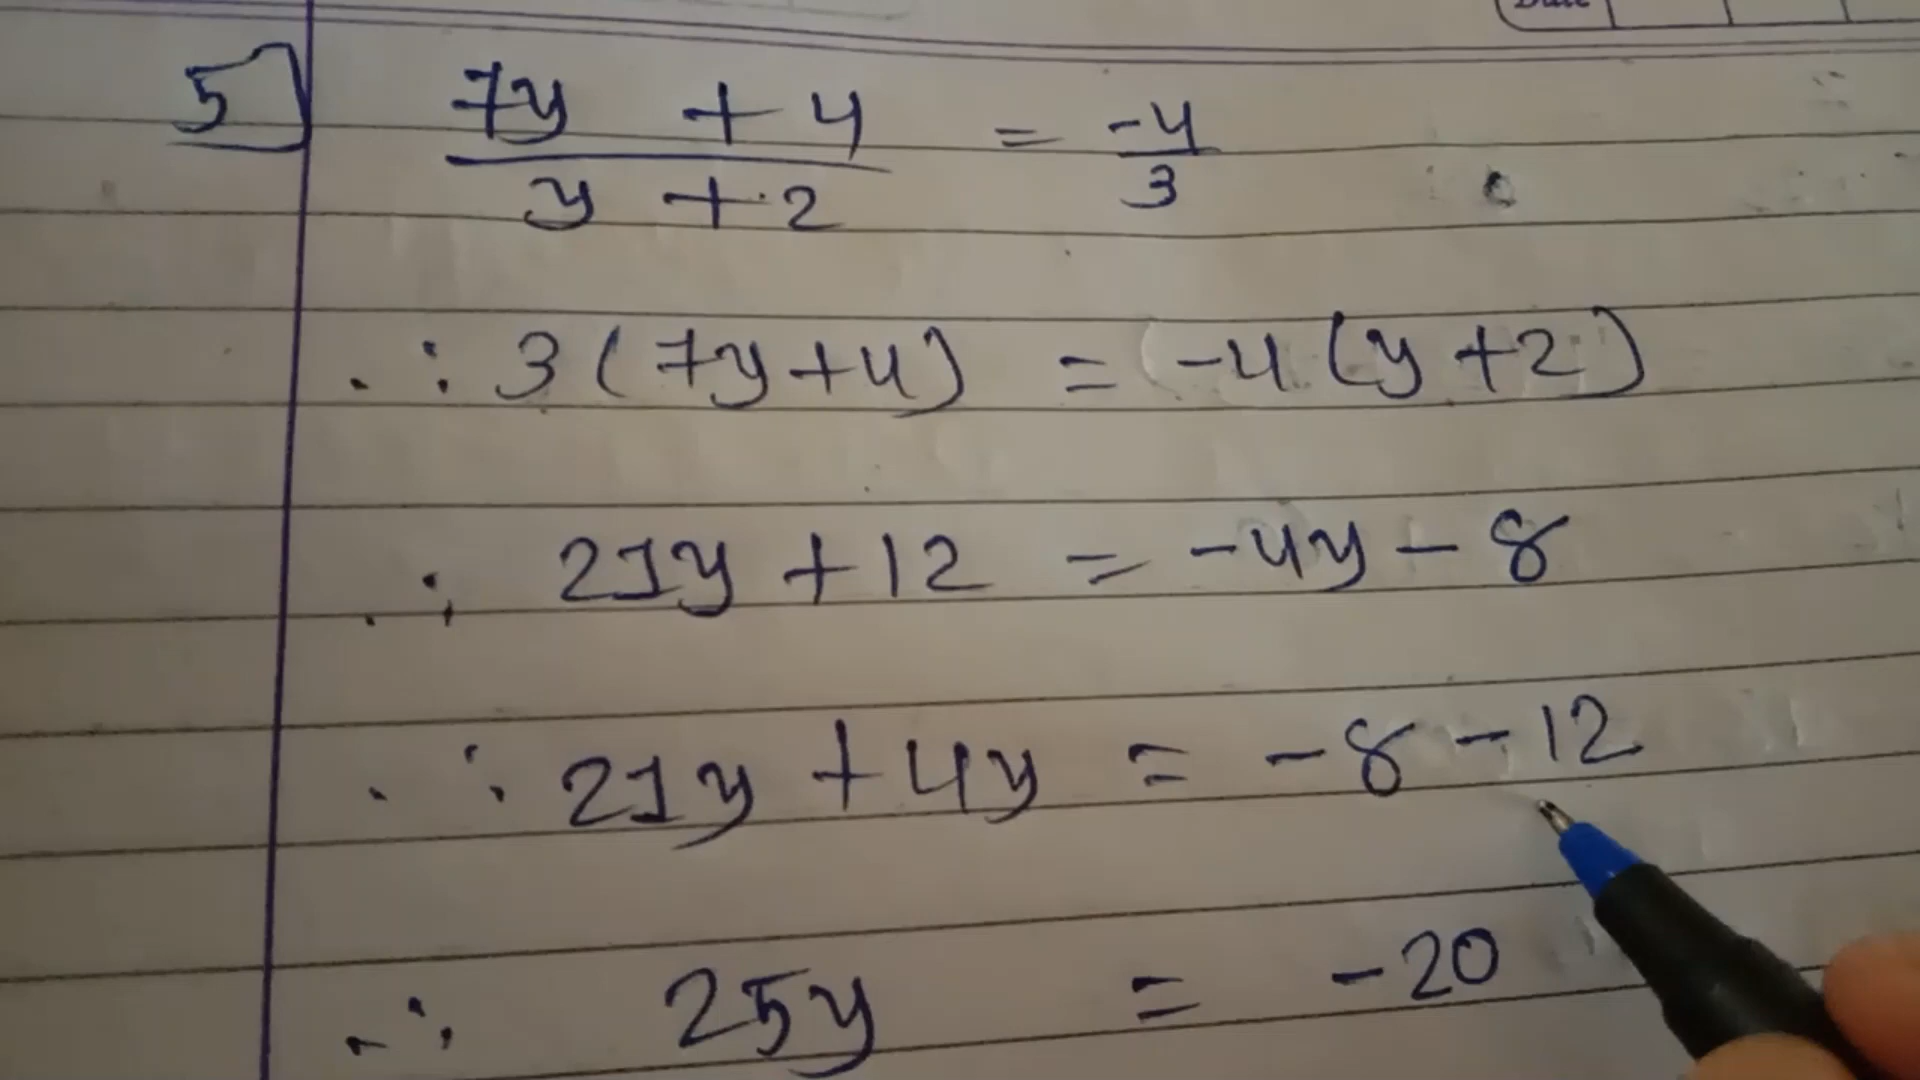 Date
5 7y + 4 / y + 2 = -4 / 3
∴ 3(7y+4) = -4(y+2)
∴ 21y + 12 = -4y - 8
∴ 21y + 4y = -8 - 12
∴ 25y = -20